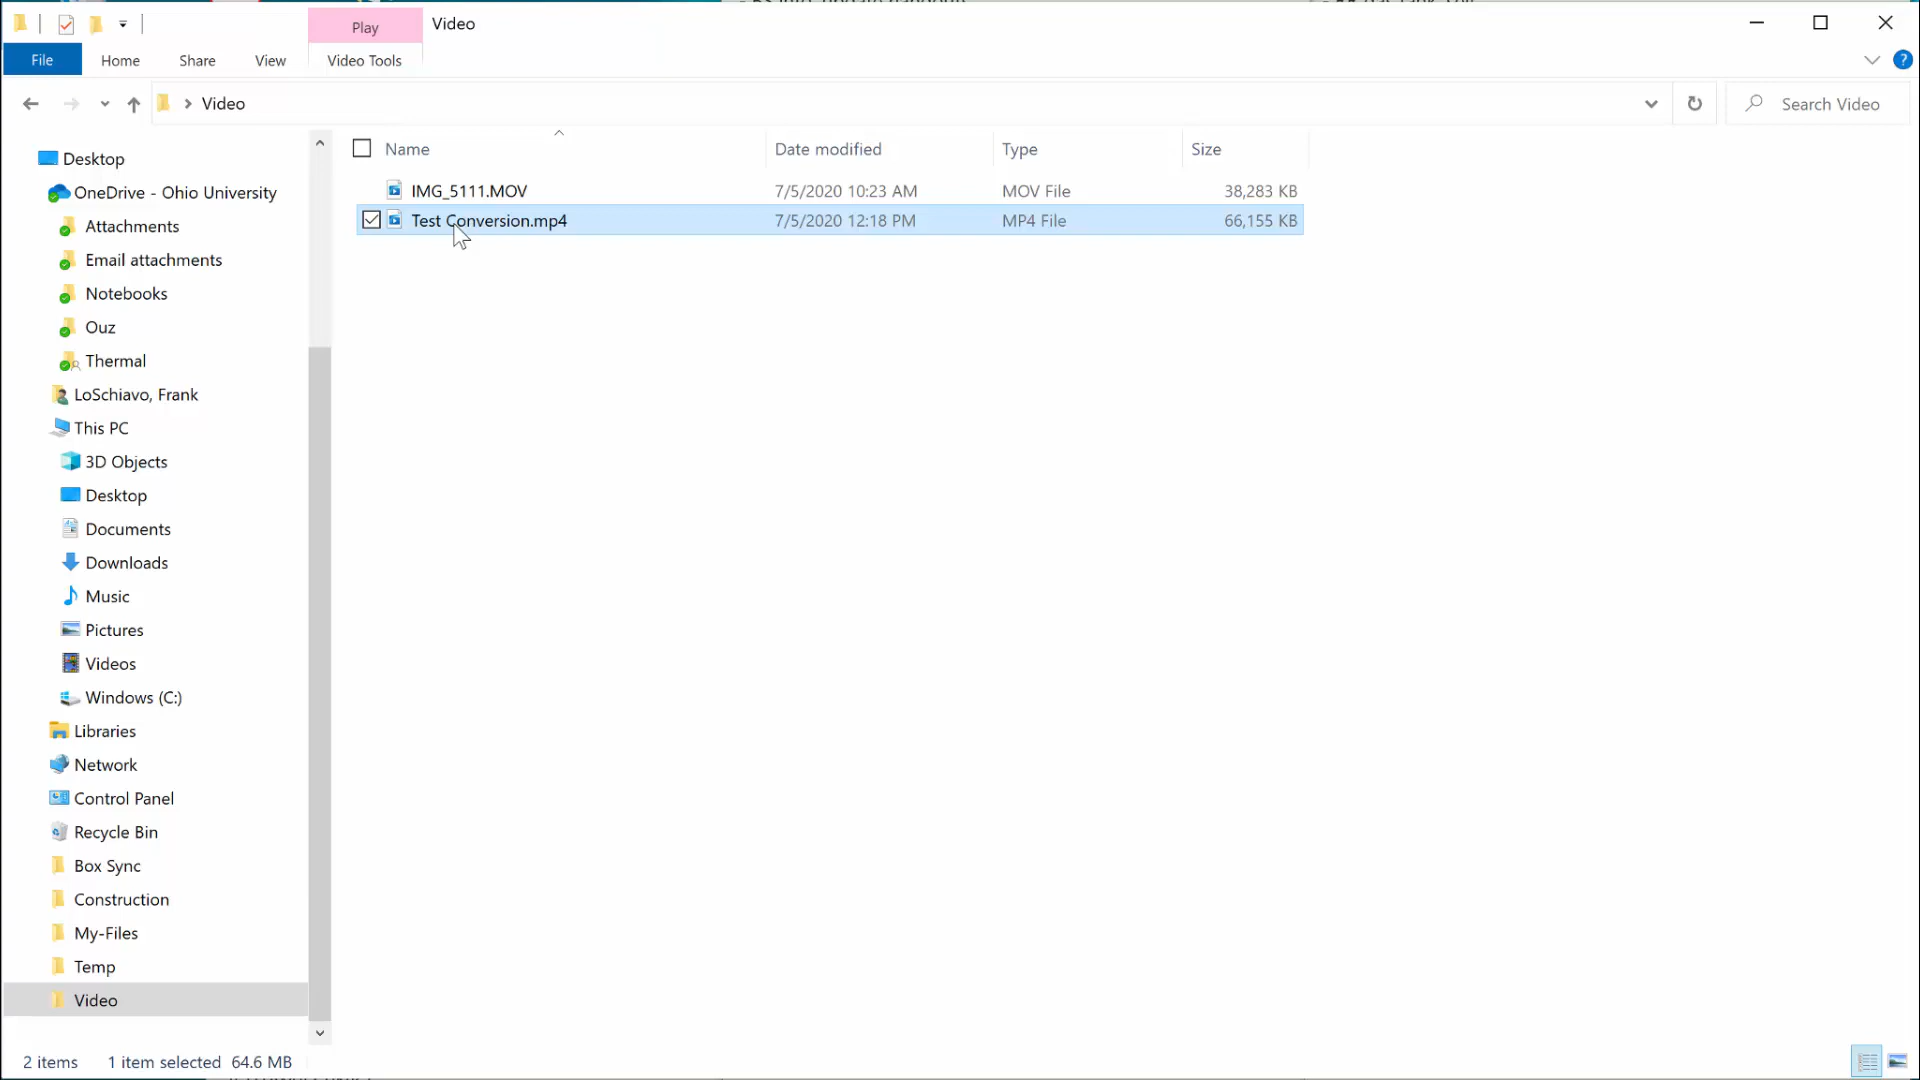 Play
Video
File
Home
Share
View
Video Tools
?
Video
Search Video
Name
Date modified
Type
Size
IMG_5111.MOV
7/5/2020 10:23 AM
MOV File
38,283 KB
Test Conversion.mp4
7/5/2020 12:18 PM
MP4 File
66,155 KB
Desktop
OneDrive - Ohio University
Attachments
Email attachments
Notebooks
Ouz
Thermal
LoSchiavo, Frank
This PC
3D Objects
Desktop
Documents
Downloads
Music
Pictures
Videos
Windows (C:)
Libraries
Network
Control Panel
Recycle Bin
Box Sync
Construction
My-Files
Temp
Video
2 items
1 item selected 64.6 MB